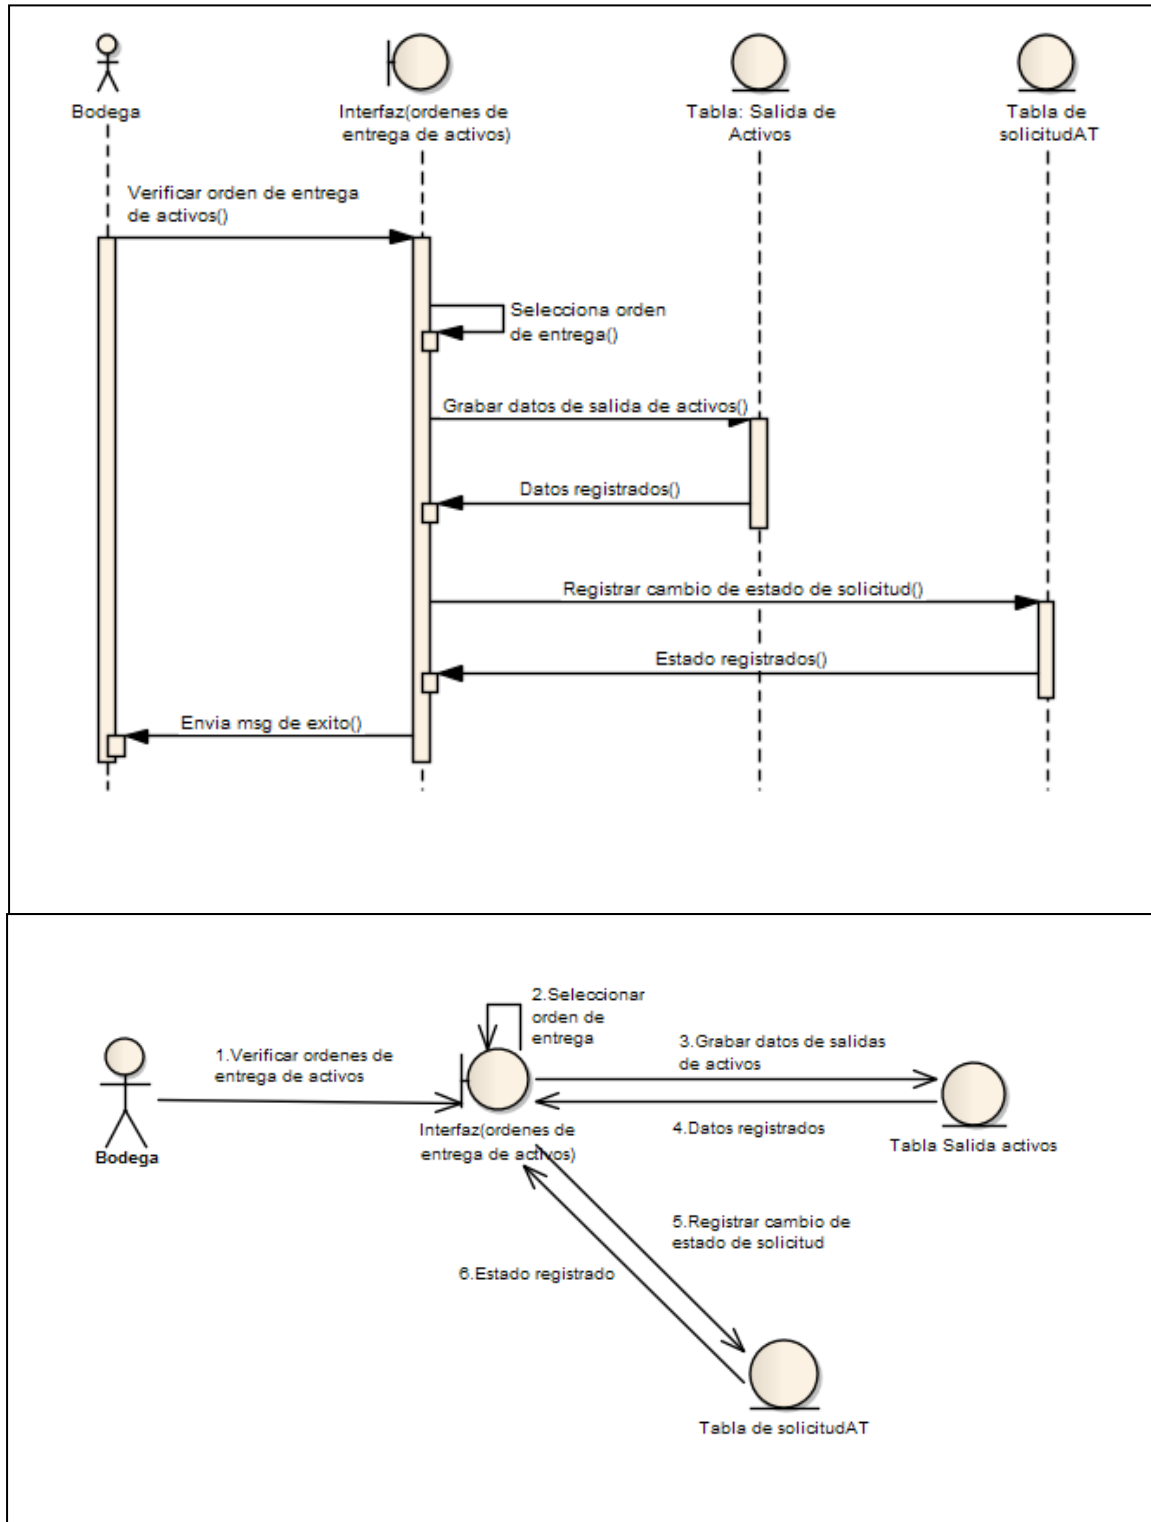 Bodega
Interfaz(ordenes de
entrega de activos)
Tabla: Salida de
Activos
Tabla de
solicitudAT
Verificar orden de entrega
de activos()
Selecciona orden
de entrega()
Grabar datos de salida de activos()
Datos registrados()
Registrar cambio de estado de solicitud()
Estado registrados()
Envia msg de exito()
2.Seleccionar
orden de
entrega
1.Verificar ordenes de
entrega de activos
3.Grabar datos de salidas
de activos
Bodega
Interfaz(ordenes de
entrega de activos)
4.Datos registrados
Tabla Salida activos
5.Registrar cambio de
estado de solicitud
6.Estado registrado
Tabla de solicitudAT